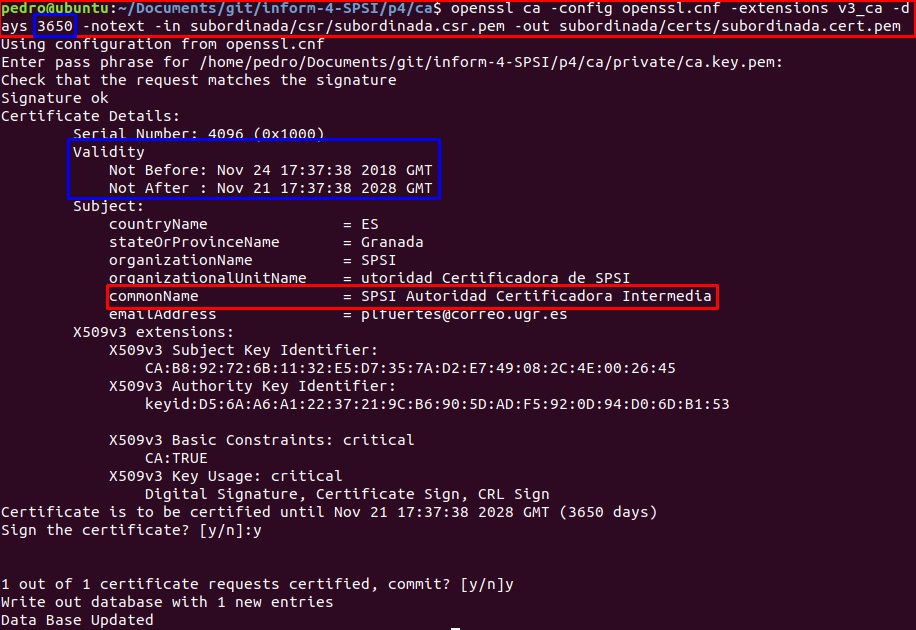 pedro@ubuntu:~/Documents/git/inform-4-SPSI/p4/ca$ openssl ca -config openssl.cnf -extensions v3_ca -d
ays 3650 -notext -in subordinada/csr/subordinada.csr.pem -out subordinada/certs/subordinada.cert.pem
Using configuration from openssl.cnf
Enter pass phrase for /home/pedro/Documents/git/inform-4-SPSI/p4/ca/private/ca.key.pem:
Check that the request matches the signature
Signature ok
Certificate Details:
        Serial Number: 4096 (0x1000)
        Validity
            Not Before: Nov 24 17:37:38 2018 GMT
            Not After : Nov 21 17:37:38 2028 GMT
        Subject:
            countryName               = ES
            stateOrProvinceName       = Granada
            organizationName          = SPSI
            organizationalUnitName    = utoridad Certificadora de SPSI
            commonName                = SPSI Autoridad Certificadora Intermedia
            emailAddress              = plfuertes@correo.ugr.es
        X509v3 extensions:
            X509v3 Subject Key Identifier:
                CA:B8:92:72:6B:11:32:E5:D7:35:7A:D2:E7:49:08:2C:4E:00:26:45
            X509v3 Authority Key Identifier:
                keyid:D5:6A:A6:A1:22:37:21:9C:B6:90:5D:AD:F5:92:0D:94:D0:6D:B1:53
            X509v3 Basic Constraints: critical
                CA:TRUE
            X509v3 Key Usage: critical
                Digital Signature, Certificate Sign, CRL Sign
Certificate is to be certified until Nov 21 17:37:38 2028 GMT (3650 days)
Sign the certificate? [y/n]:y
1 out of 1 certificate requests certified, commit? [y/n]y
Write out database with 1 new entries
Data Base Updated